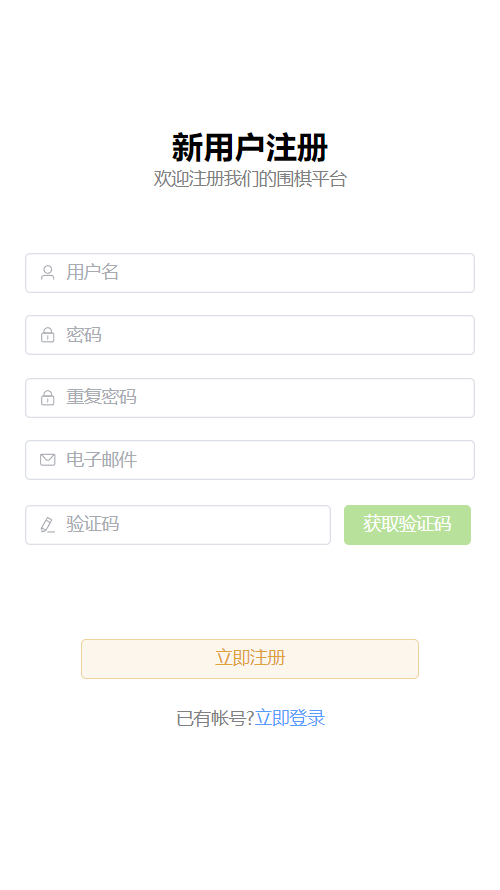 新用户注册
欢迎注册我们的围棋平台
用户名
密码
重复密码
电子邮件
验证码 获取验证码
立即注册
已有帐号?立即登录